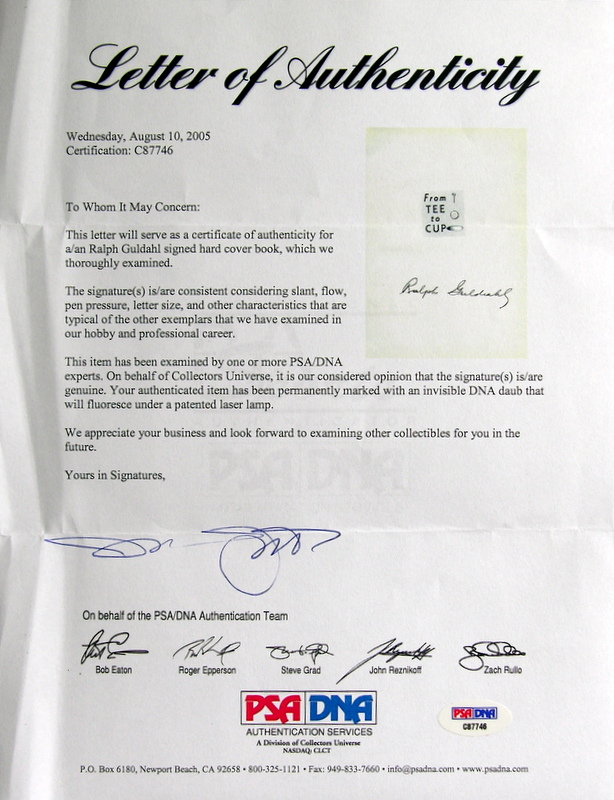 Letter of Authenticity
Wednesday, August 10, 2005
Certification: C87746
From
TEE
to
CUP
Ralph Guldahl
To Whom It May Concern:
This letter will serve as a certificate of authenticity for
a/an Ralph Guldahl signed hard cover book, which we
thoroughly examined.
The signature(s) is/are consistent considering slant, flow,
pen pressure, letter size, and other characteristics that are
typical of the other exemplars that we have examined in
our hobby and professional career.
This item has been examined by one or more PSA/DNA
experts. On behalf of Collectors Universe, it is our considered opinion that the signature(s) is/are
genuine. Your authenticated item has been permanently marked with an invisible DNA daub that
will fluoresce under a patented laser lamp.
We appreciate your business and look forward to examining other collectibles for you in the
future.
Yours in Signatures,
On behalf of the PSA/DNA Authentication Team
Bob Eaton Roger Epperson Steve Grad John Reznikoff Zach Rullo
PSA DNA
AUTHENTICATION SERVICES
A Division of Collectors Universe
NASDAQ: CLCT
PSA DNA
C87746
P.O. Box 6180, Newport Beach, CA 92658 • 800-325-1121 • Fax: 949-833-7660 • info@psadna.com • www.psadna.com